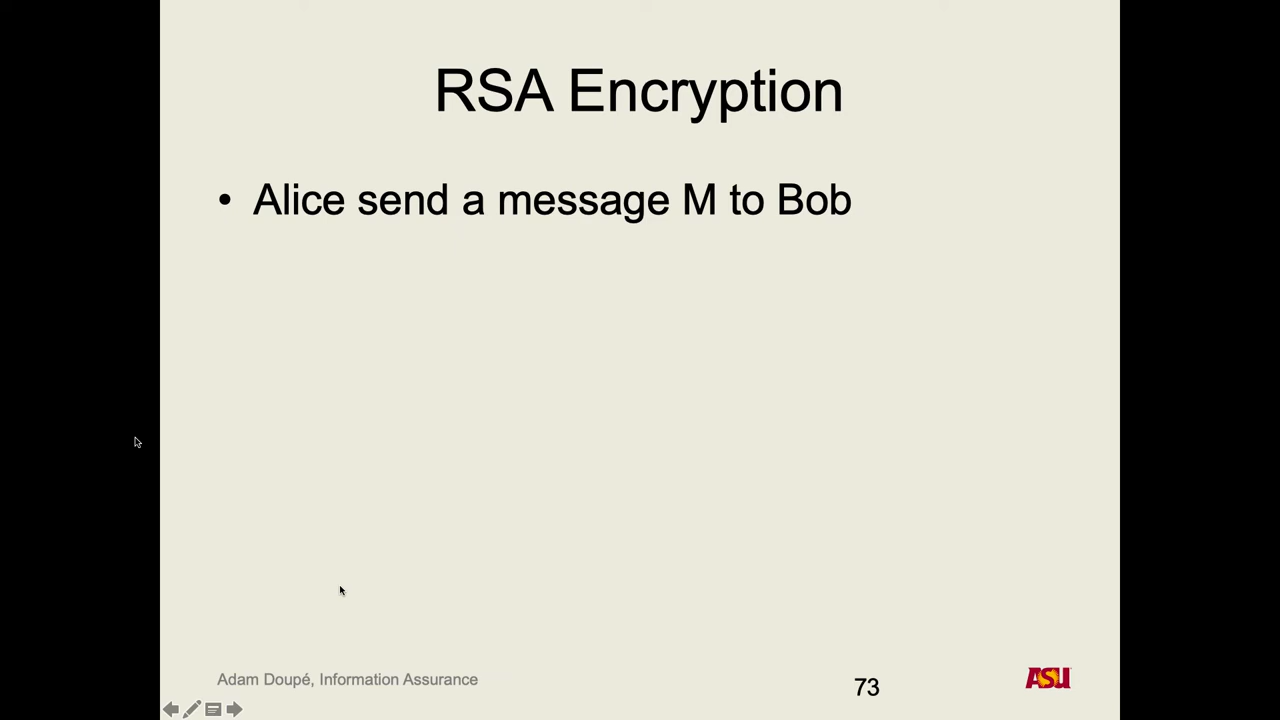 RSA Encryption
• Alice send a message M to Bob
Adam Doupé, Information Assurance
73
ASU